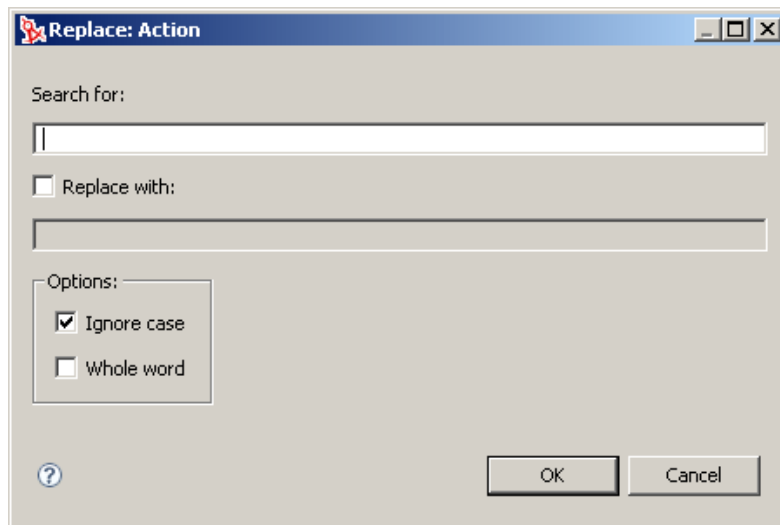 Replace: Action
Search for:
Replace with:
Options:
Ignore case
Whole word
?
OK Cancel